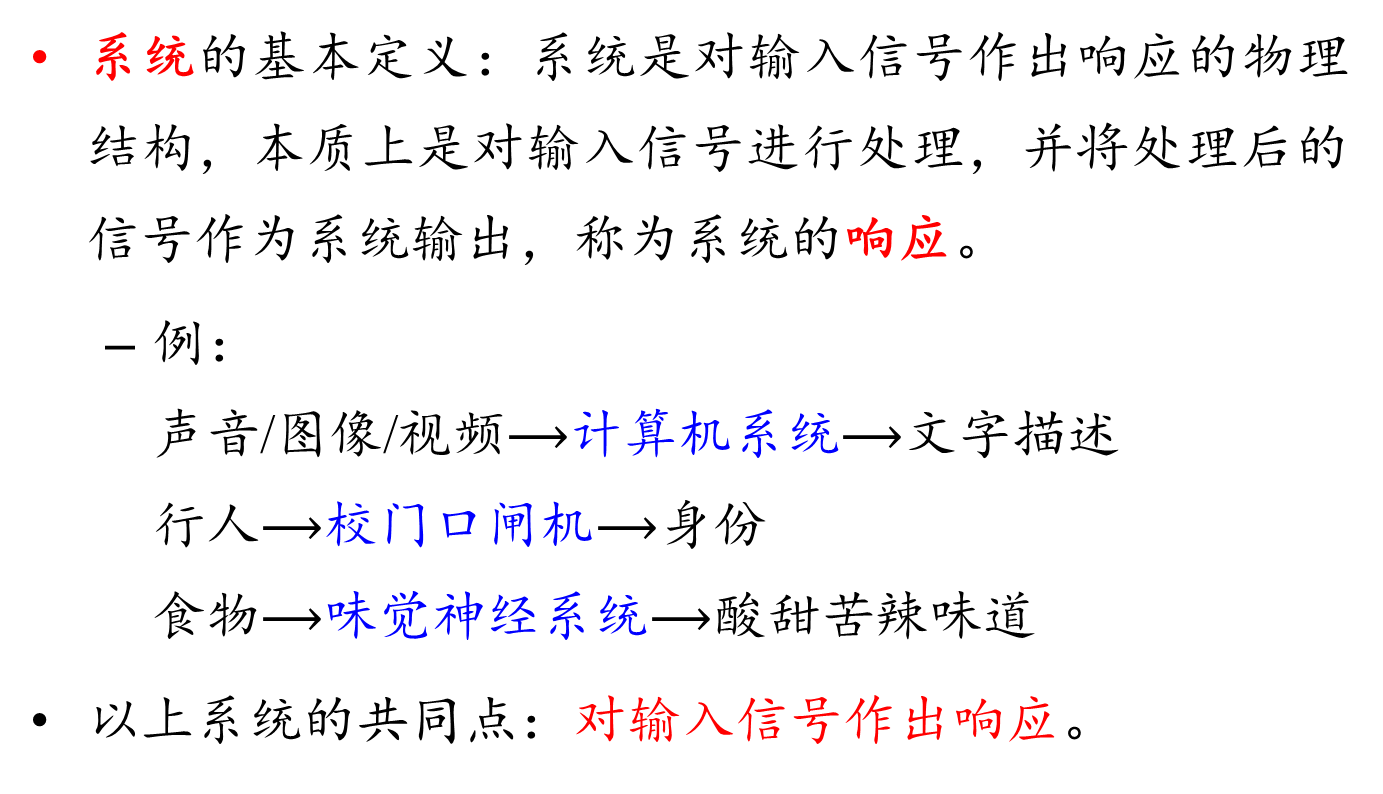 • 系统的基本定义：系统是对输入信号作出响应的物理
结构，本质上是对输入信号进行处理，并将处理后的
信号作为系统输出，称为系统的响应。
– 例：
声音/图像/视频⟶计算机系统⟶文字描述
行人⟶校门口闸机⟶身份
食物⟶味觉神经系统⟶酸甜苦辣味道
• 以上系统的共同点：对输入信号作出响应。